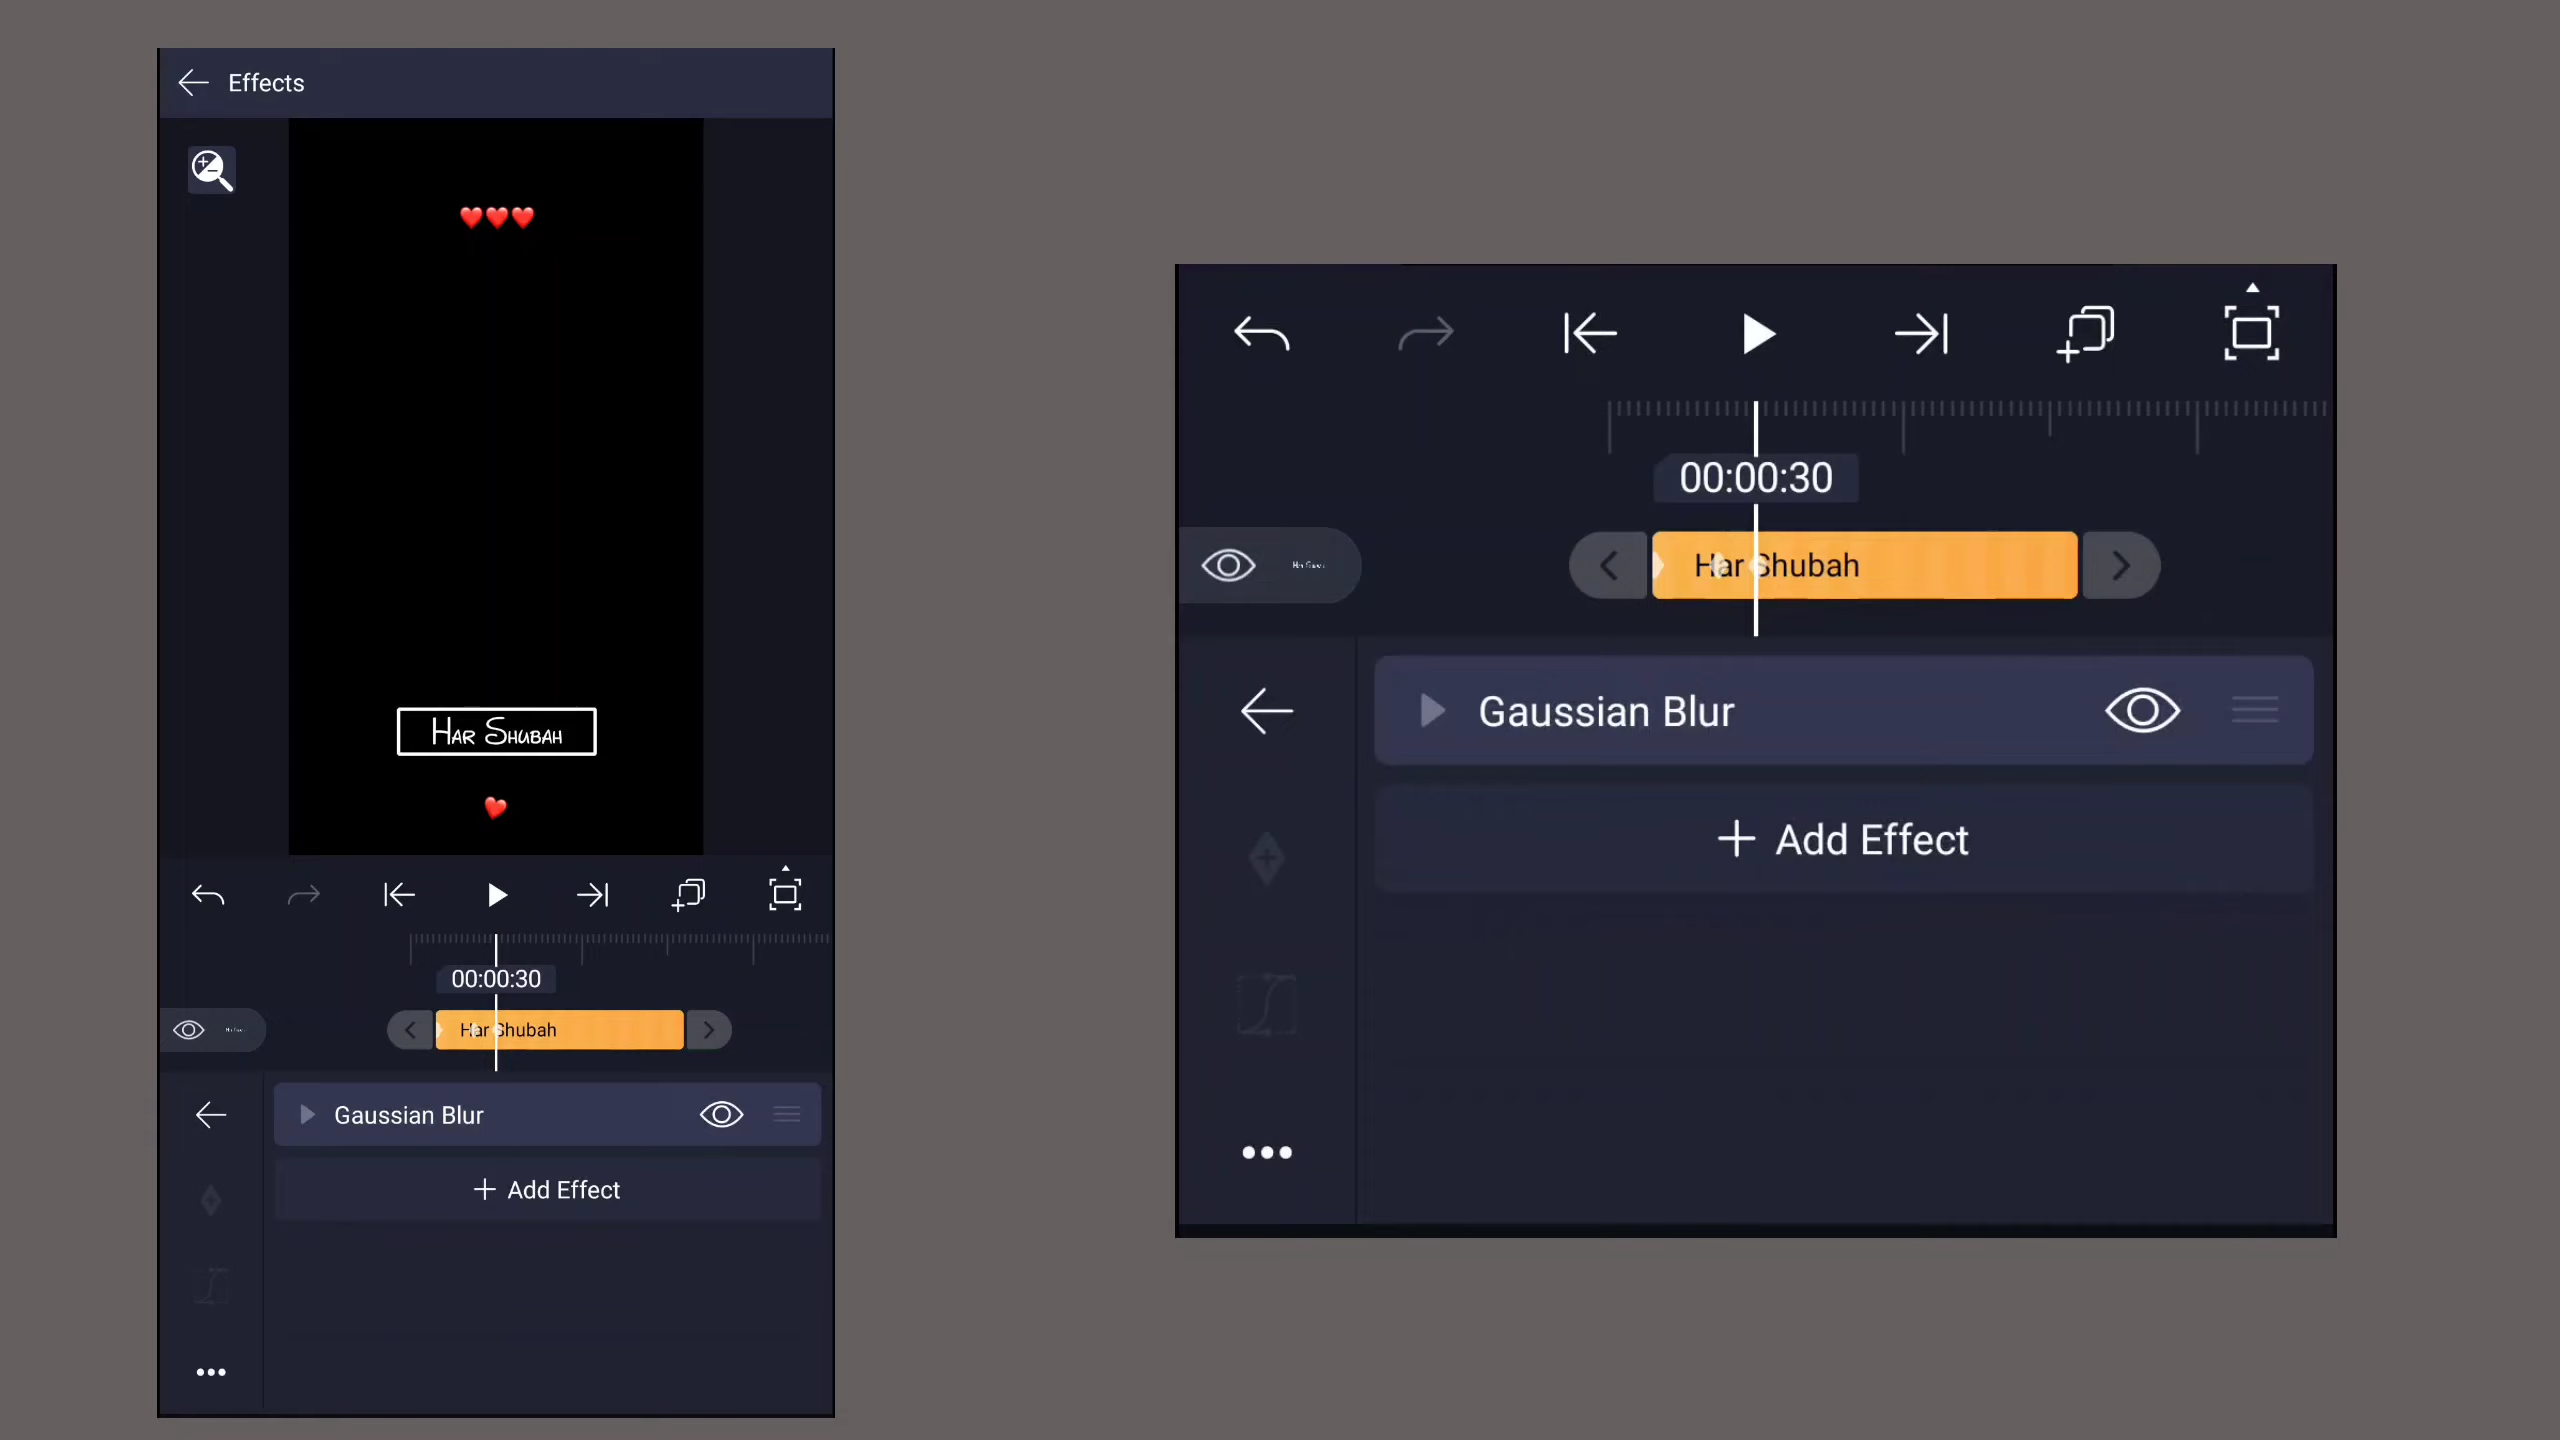 Effects
HAR SHUBAH
00:00:30
Har Shubah
Gaussian Blur
+ Add Effect
00:00:30
Har Shubah
Gaussian Blur
+ Add Effect